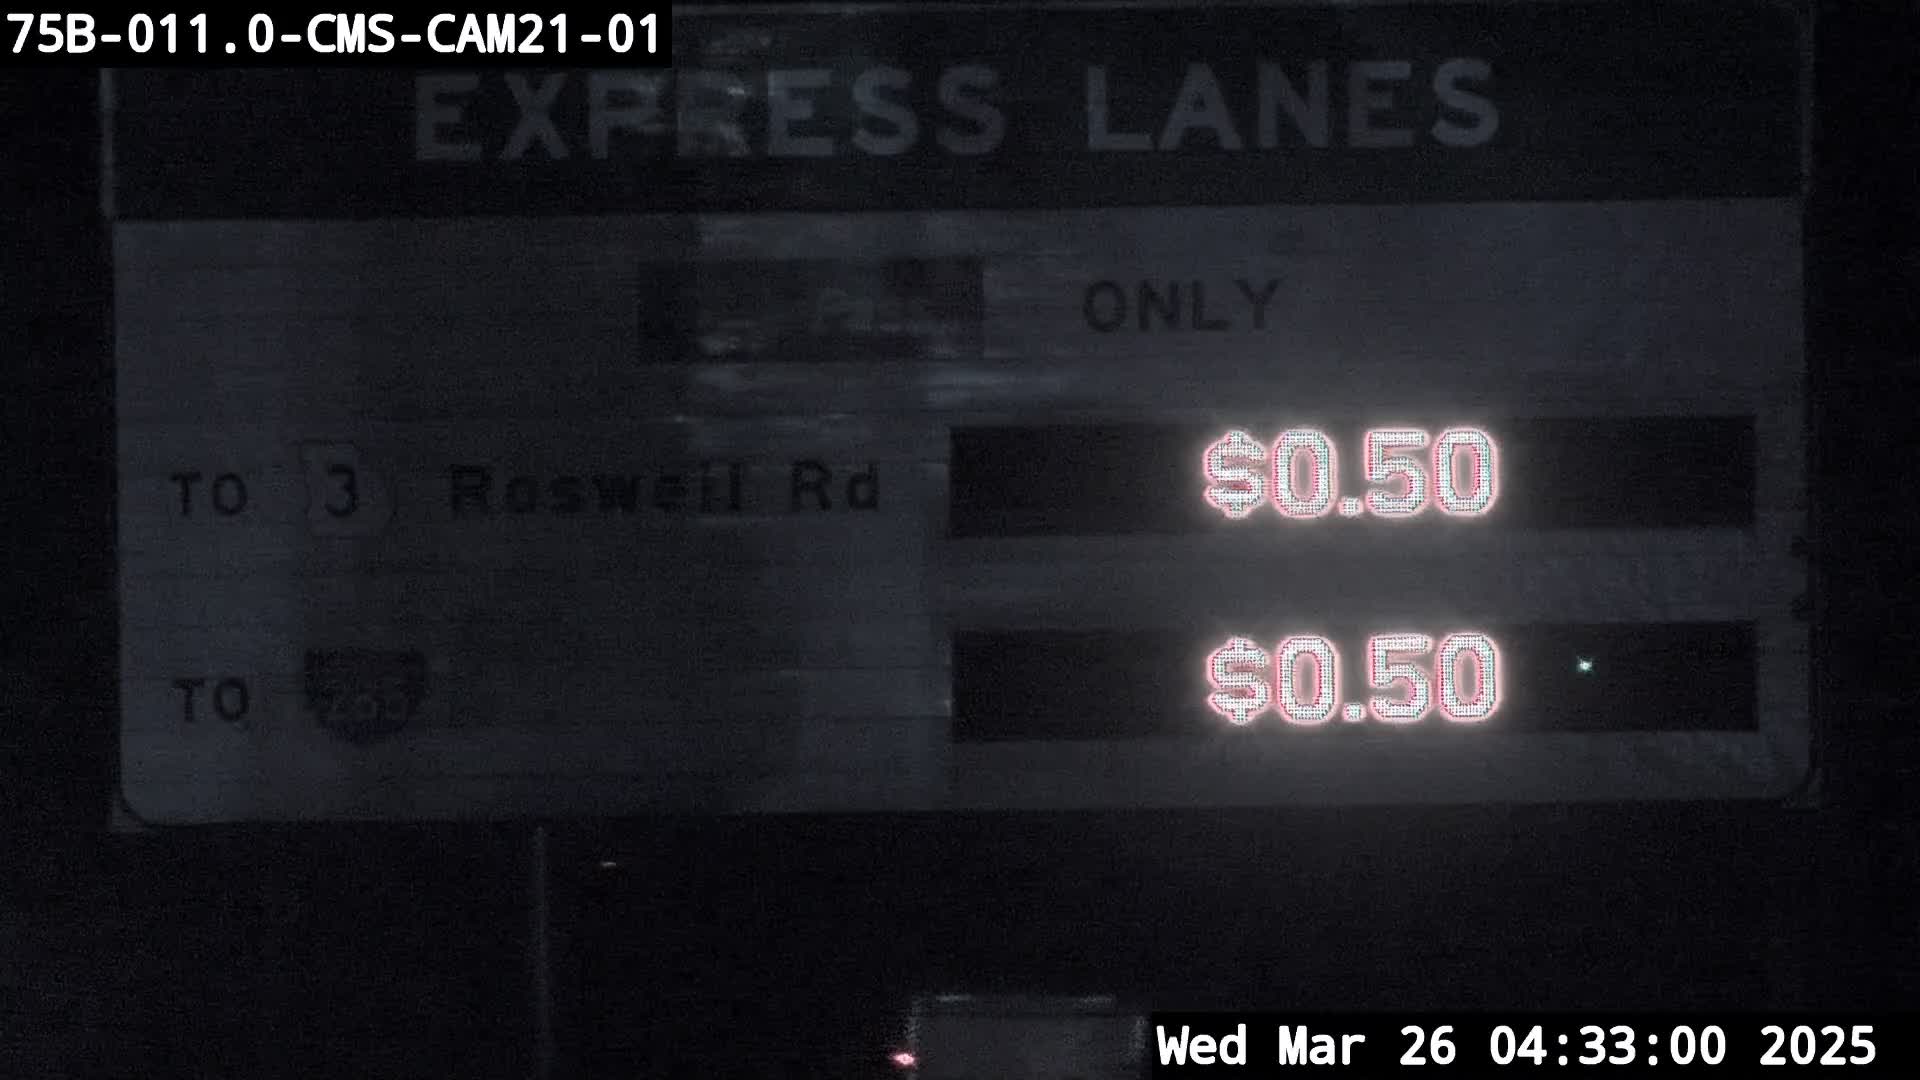 75B-011.0-CMS-CAM21-01
EXPRESS LANES
ONLY
TO 3 Roswell Rd $0.50
TO 285 $0.50
Wed Mar 26 04:33:00 2025